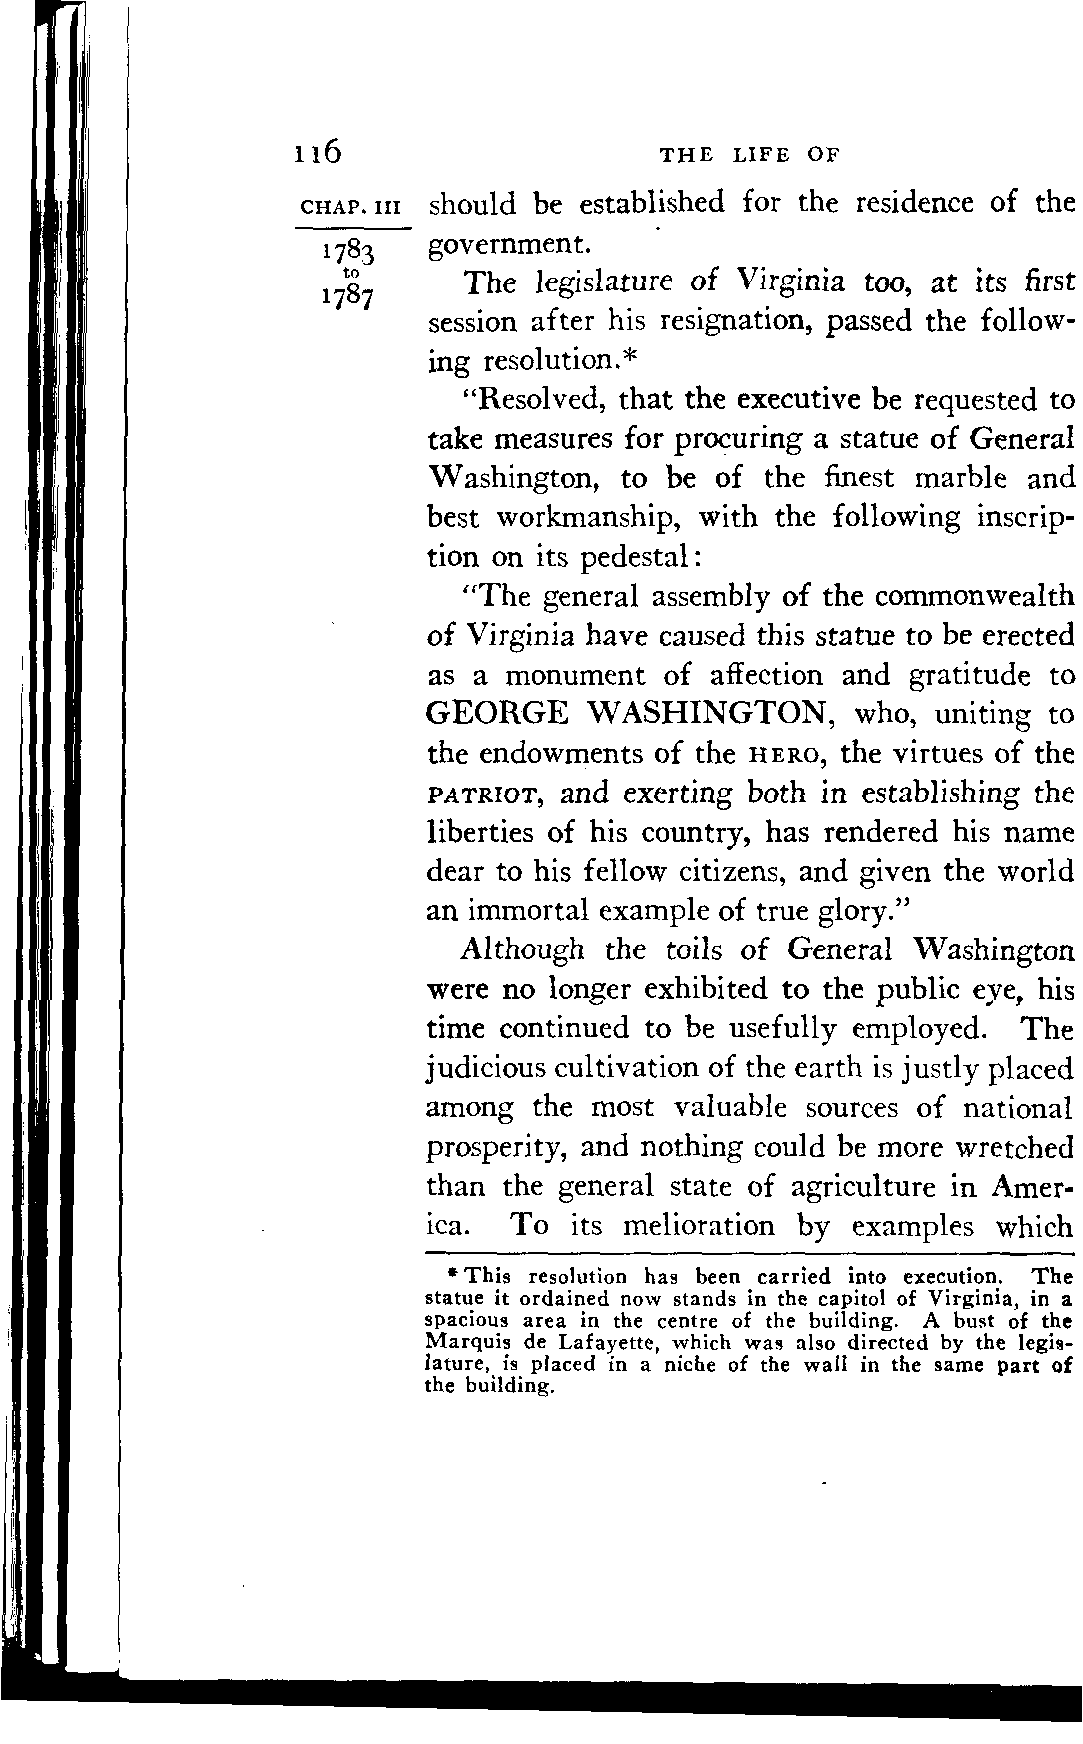 116 THE LIFE OF
CHAP. III should be established for the residence of the
1783 government.
to
1787 The legislature of Virginia too, at its first
session after his resignation, passed the follow-
ing resolution.*
"Resolved, that the executive be requested to
take measures for procuring a statue of General
Washington, to be of the finest marble and
best workmanship, with the following inscrip-
tion on its pedestal:
"The general assembly of the commonwealth
of Virginia have caused this statue to be erected
as a monument of affection and gratitude to
GEORGE WASHINGTON, who, uniting to
the endowments of the HERO, the virtues of the
PATRIOT, and exerting both in establishing the
liberties of his country, has rendered his name
dear to his fellow citizens, and given the world
an immortal example of true glory."
Although the toils of General Washington
were no longer exhibited to the public eye, his
time continued to be usefully employed. The
judicious cultivation of the earth is justly placed
among the most valuable sources of national
prosperity, and nothing could be more wretched
than the general state of agriculture in Amer-
ica. To its melioration by examples which
* This resolution has been carried into execution. The
statue it ordained now stands in the capitol of Virginia, in a
spacious area in the centre of the building. A bust of the
Marquis de Lafayette, which was also directed by the legis-
lature, is placed in a niche of the wall in the same part of
the building.